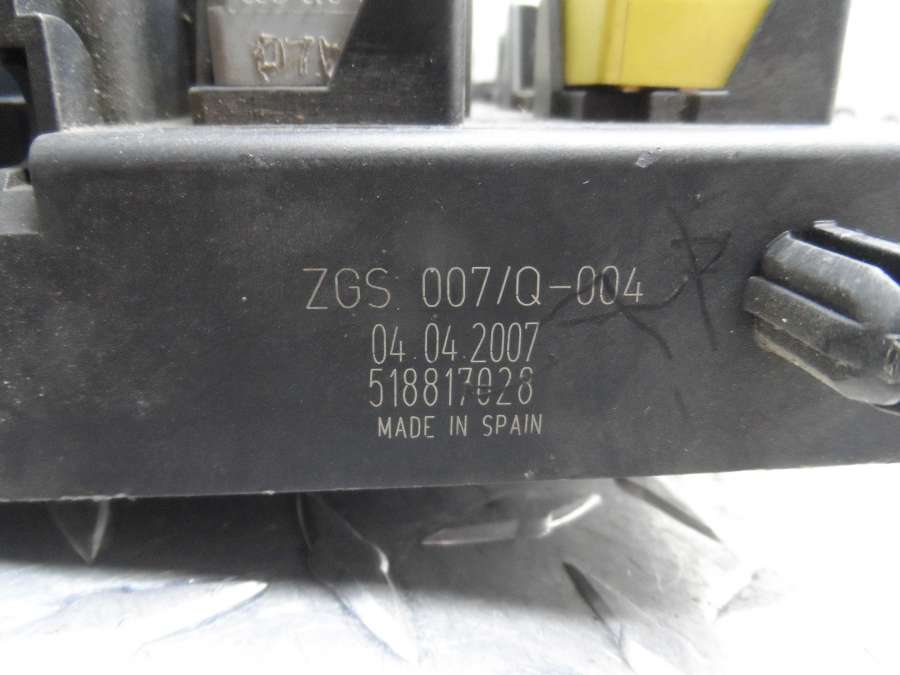 ZGS 007/Q-004
04.04.2007
518817028
MADE IN SPAIN